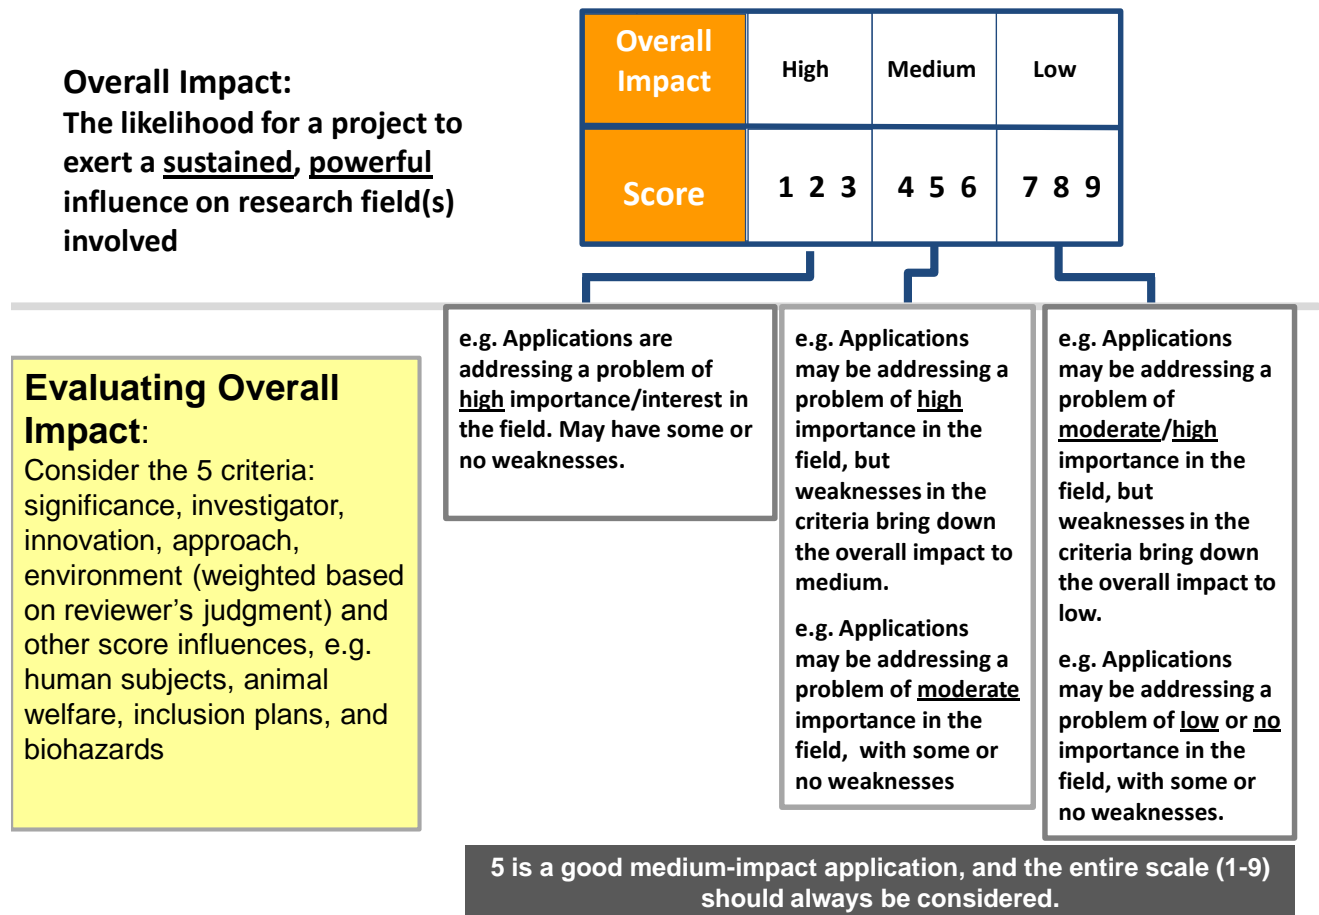 Overall Impact:
The likelihood for a project to
exert a sustained, powerful
influence on research field(s)
involved
Overall
Impact
High
Medium
Low
Score
1 2 3
4 5 6
7 8 9
Evaluating Overall
Impact:
Consider the 5 criteria:
significance, investigator,
innovation, approach,
environment (weighted based
on reviewer’s judgment) and
other score influences, e.g.
human subjects, animal
welfare, inclusion plans, and
biohazards
e.g. Applications are
addressing a problem of
high importance/interest in
the field. May have some or
no weaknesses.
e.g. Applications
may be addressing a
problem of high
importance in the
field, but
weaknesses in the
criteria bring down
the overall impact to
medium.
e.g. Applications
may be addressing a
problem of moderate
importance in the
field, with some or
no weaknesses
e.g. Applications
may be addressing a
problem of
moderate/high
importance in the
field, but
weaknesses in the
criteria bring down
the overall impact to
low.
e.g. Applications
may be addressing a
problem of low or no
importance in the
field, with some or
no weaknesses.
5 is a good medium-impact application, and the entire scale (1-9)
should always be considered.